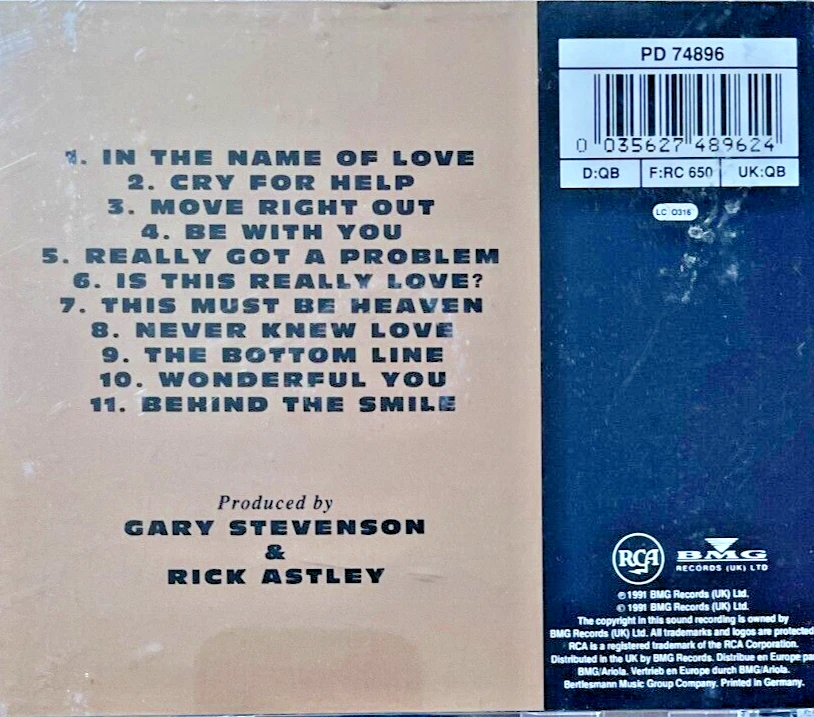 1. IN THE NAME OF LOVE
2. CRY FOR HELP
3. MOVE RIGHT OUT
4. BE WITH YOU
5. REALLY GOT A PROBLEM
6. IS THIS REALLY LOVE?
7. THIS MUST BE HEAVEN
8. NEVER KNEW LOVE
9. THE BOTTOM LINE
10. WONDERFUL YOU
11. BEHIND THE SMILE
Produced by
GARY STEVENSON
&
RICK ASTLEY
PD 74896
0 035627 489624
D:QB F:RC 650 UK:QB
LC 0316
RCA BMG
RECORDS (UK) LTD
℗ 1991 BMG Records (UK) Ltd.
© 1991 BMG Records (UK) Ltd.
The copyright in this sound recording is owned by
BMG Records (UK) Ltd. All trademarks and logos are protected
RCA is a registered trademark of the RCA Corporation.
Distributed in the UK by BMG Records. Distribue en Europe par
BMG/Ariola. Vertrieb en Europe durch BMG/Ariola.
Bertlesmann Music Group Company. Printed in Germany.